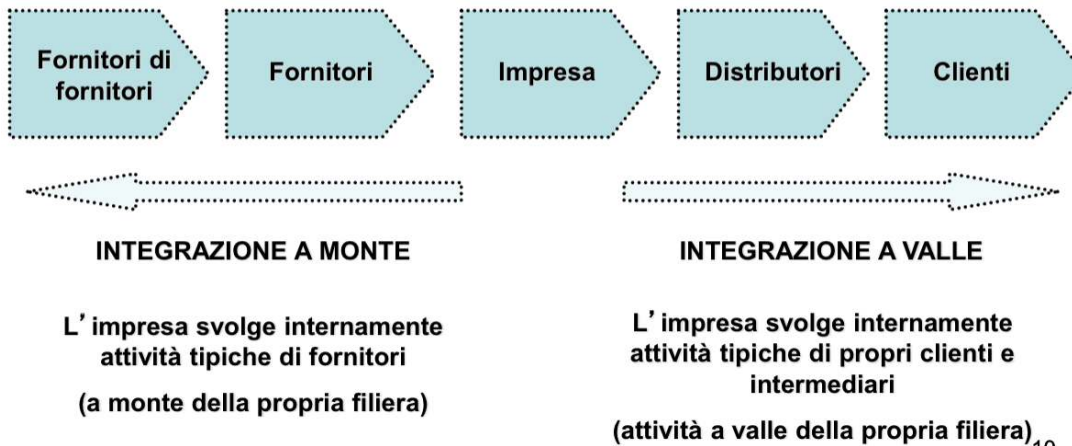 Fornitori di
fornitori
Fornitori
Impresa
Distributori
Clienti
INTEGRAZIONE A MONTE
INTEGRAZIONE A VALLE
L’ impresa svolge internamente
attività tipiche di fornitori
(a monte della propria filiera)
L’ impresa svolge internamente
attività tipiche di propri clienti e
intermediari
(attività a valle della propria filiera)